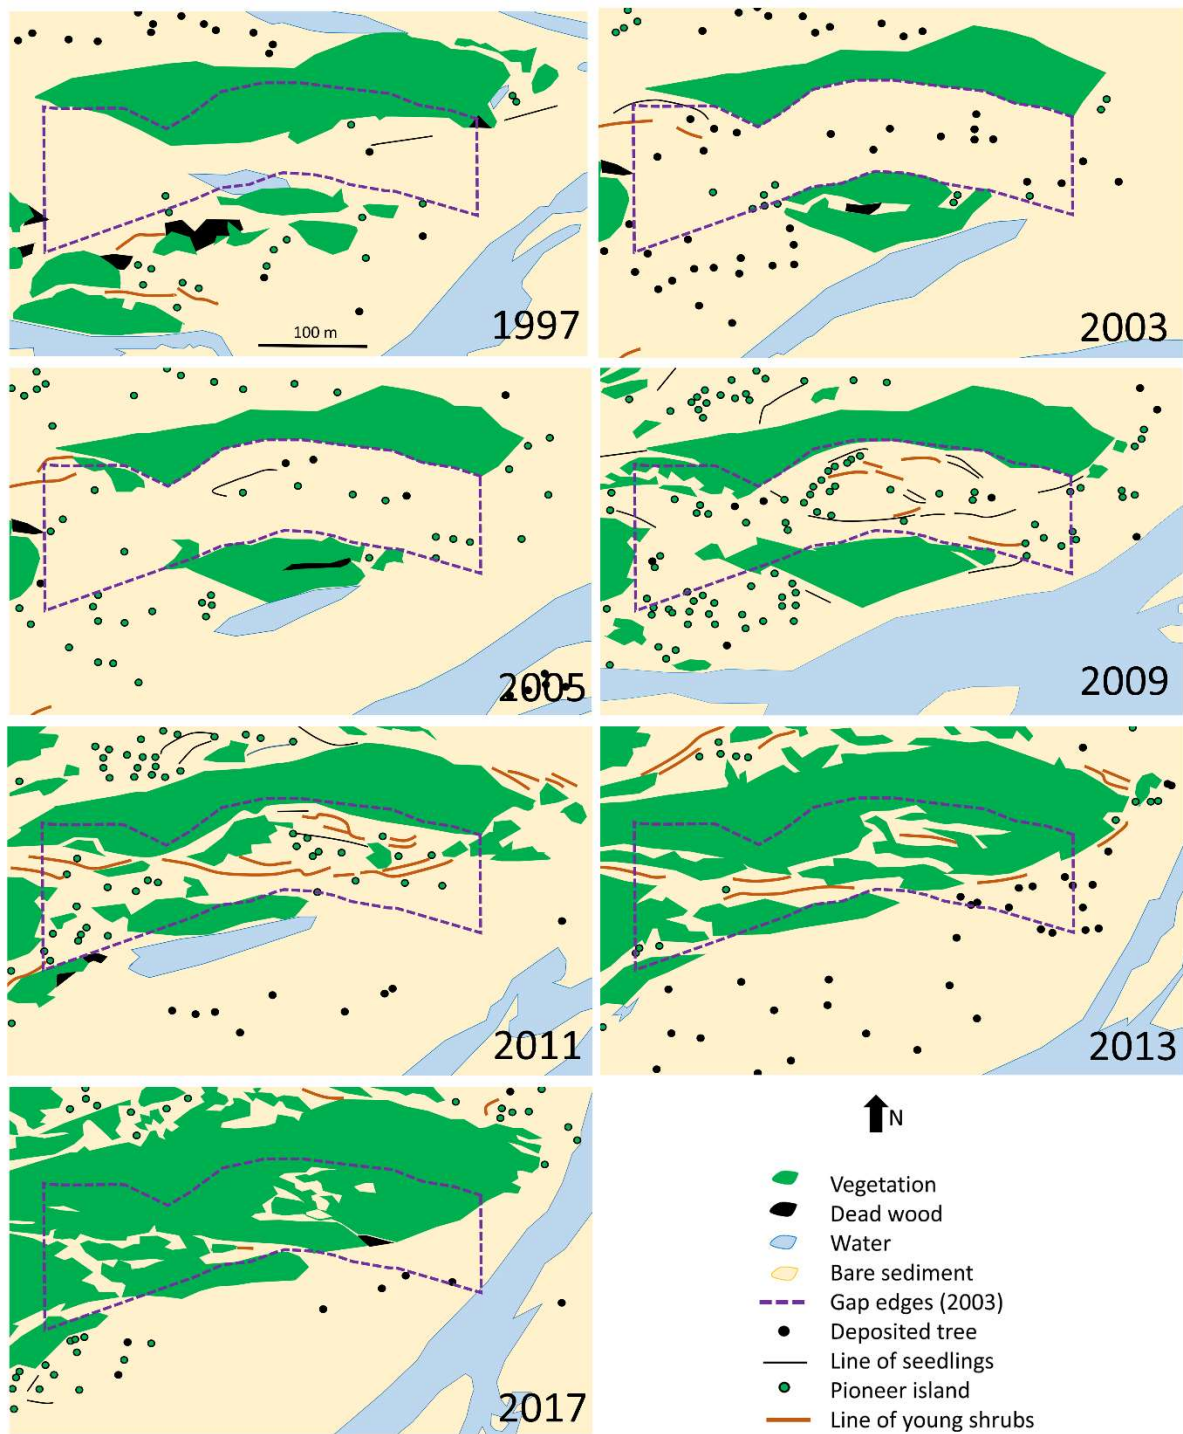 100 m
1997
2003
2005
2009
2011
2013
2017
N
Vegetation
Dead wood
Water
Bare sediment
Gap edges (2003)
Deposited tree
Line of seedlings
Pioneer island
Line of young shrubs